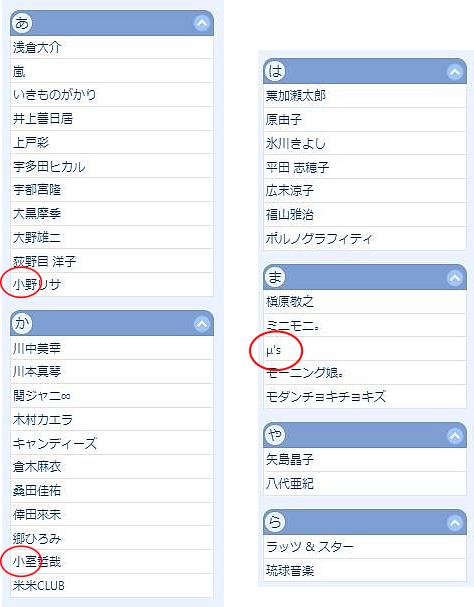 あ
浅倉大介
嵐
いきものがかり
井上喜日居
上戸彩
宇多田ヒカル
宇都宮隆
大黒摩季
大野雄二
荻野目 洋子
小野リサ
か
川中美幸
川本真琴
関ジャニ∞
木村カエラ
キャンディーズ
倉木麻衣
桑田佳祐
倖田來未
郷ひろみ
小室哲哉
米米CLUB
は
葉加瀬太郎
原由子
氷川きよし
平田 志穂子
広末涼子
福山雅治
ポルノグラフィティ
ま
槇原敬之
ミニモニ。
μ's
モーニング娘。
モダンチョキチョキズ
や
矢島晶子
八代亜紀
ら
ラッツ & スター
琉球音楽